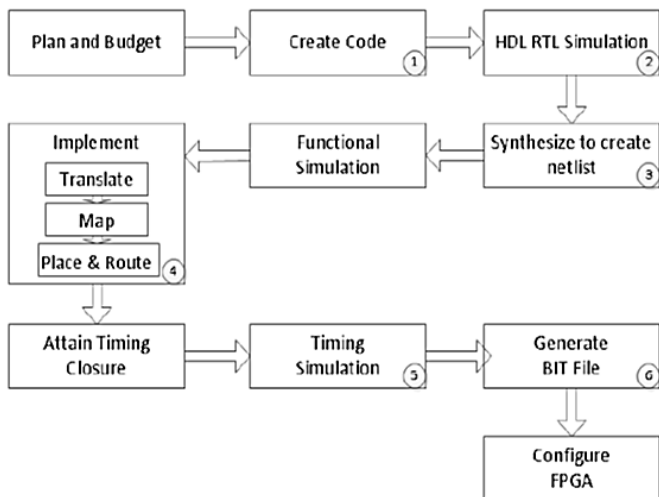 Plan and Budget
Create Code
1
HDL RTL Simulation
2
Implement
Translate
Map
Place & Route
4
Functional
Simulation
Synthesize to create
netlist
3
Attain Timing
Closure
Timing
Simulation
5
Generate
BIT File
6
Configure
FPGA